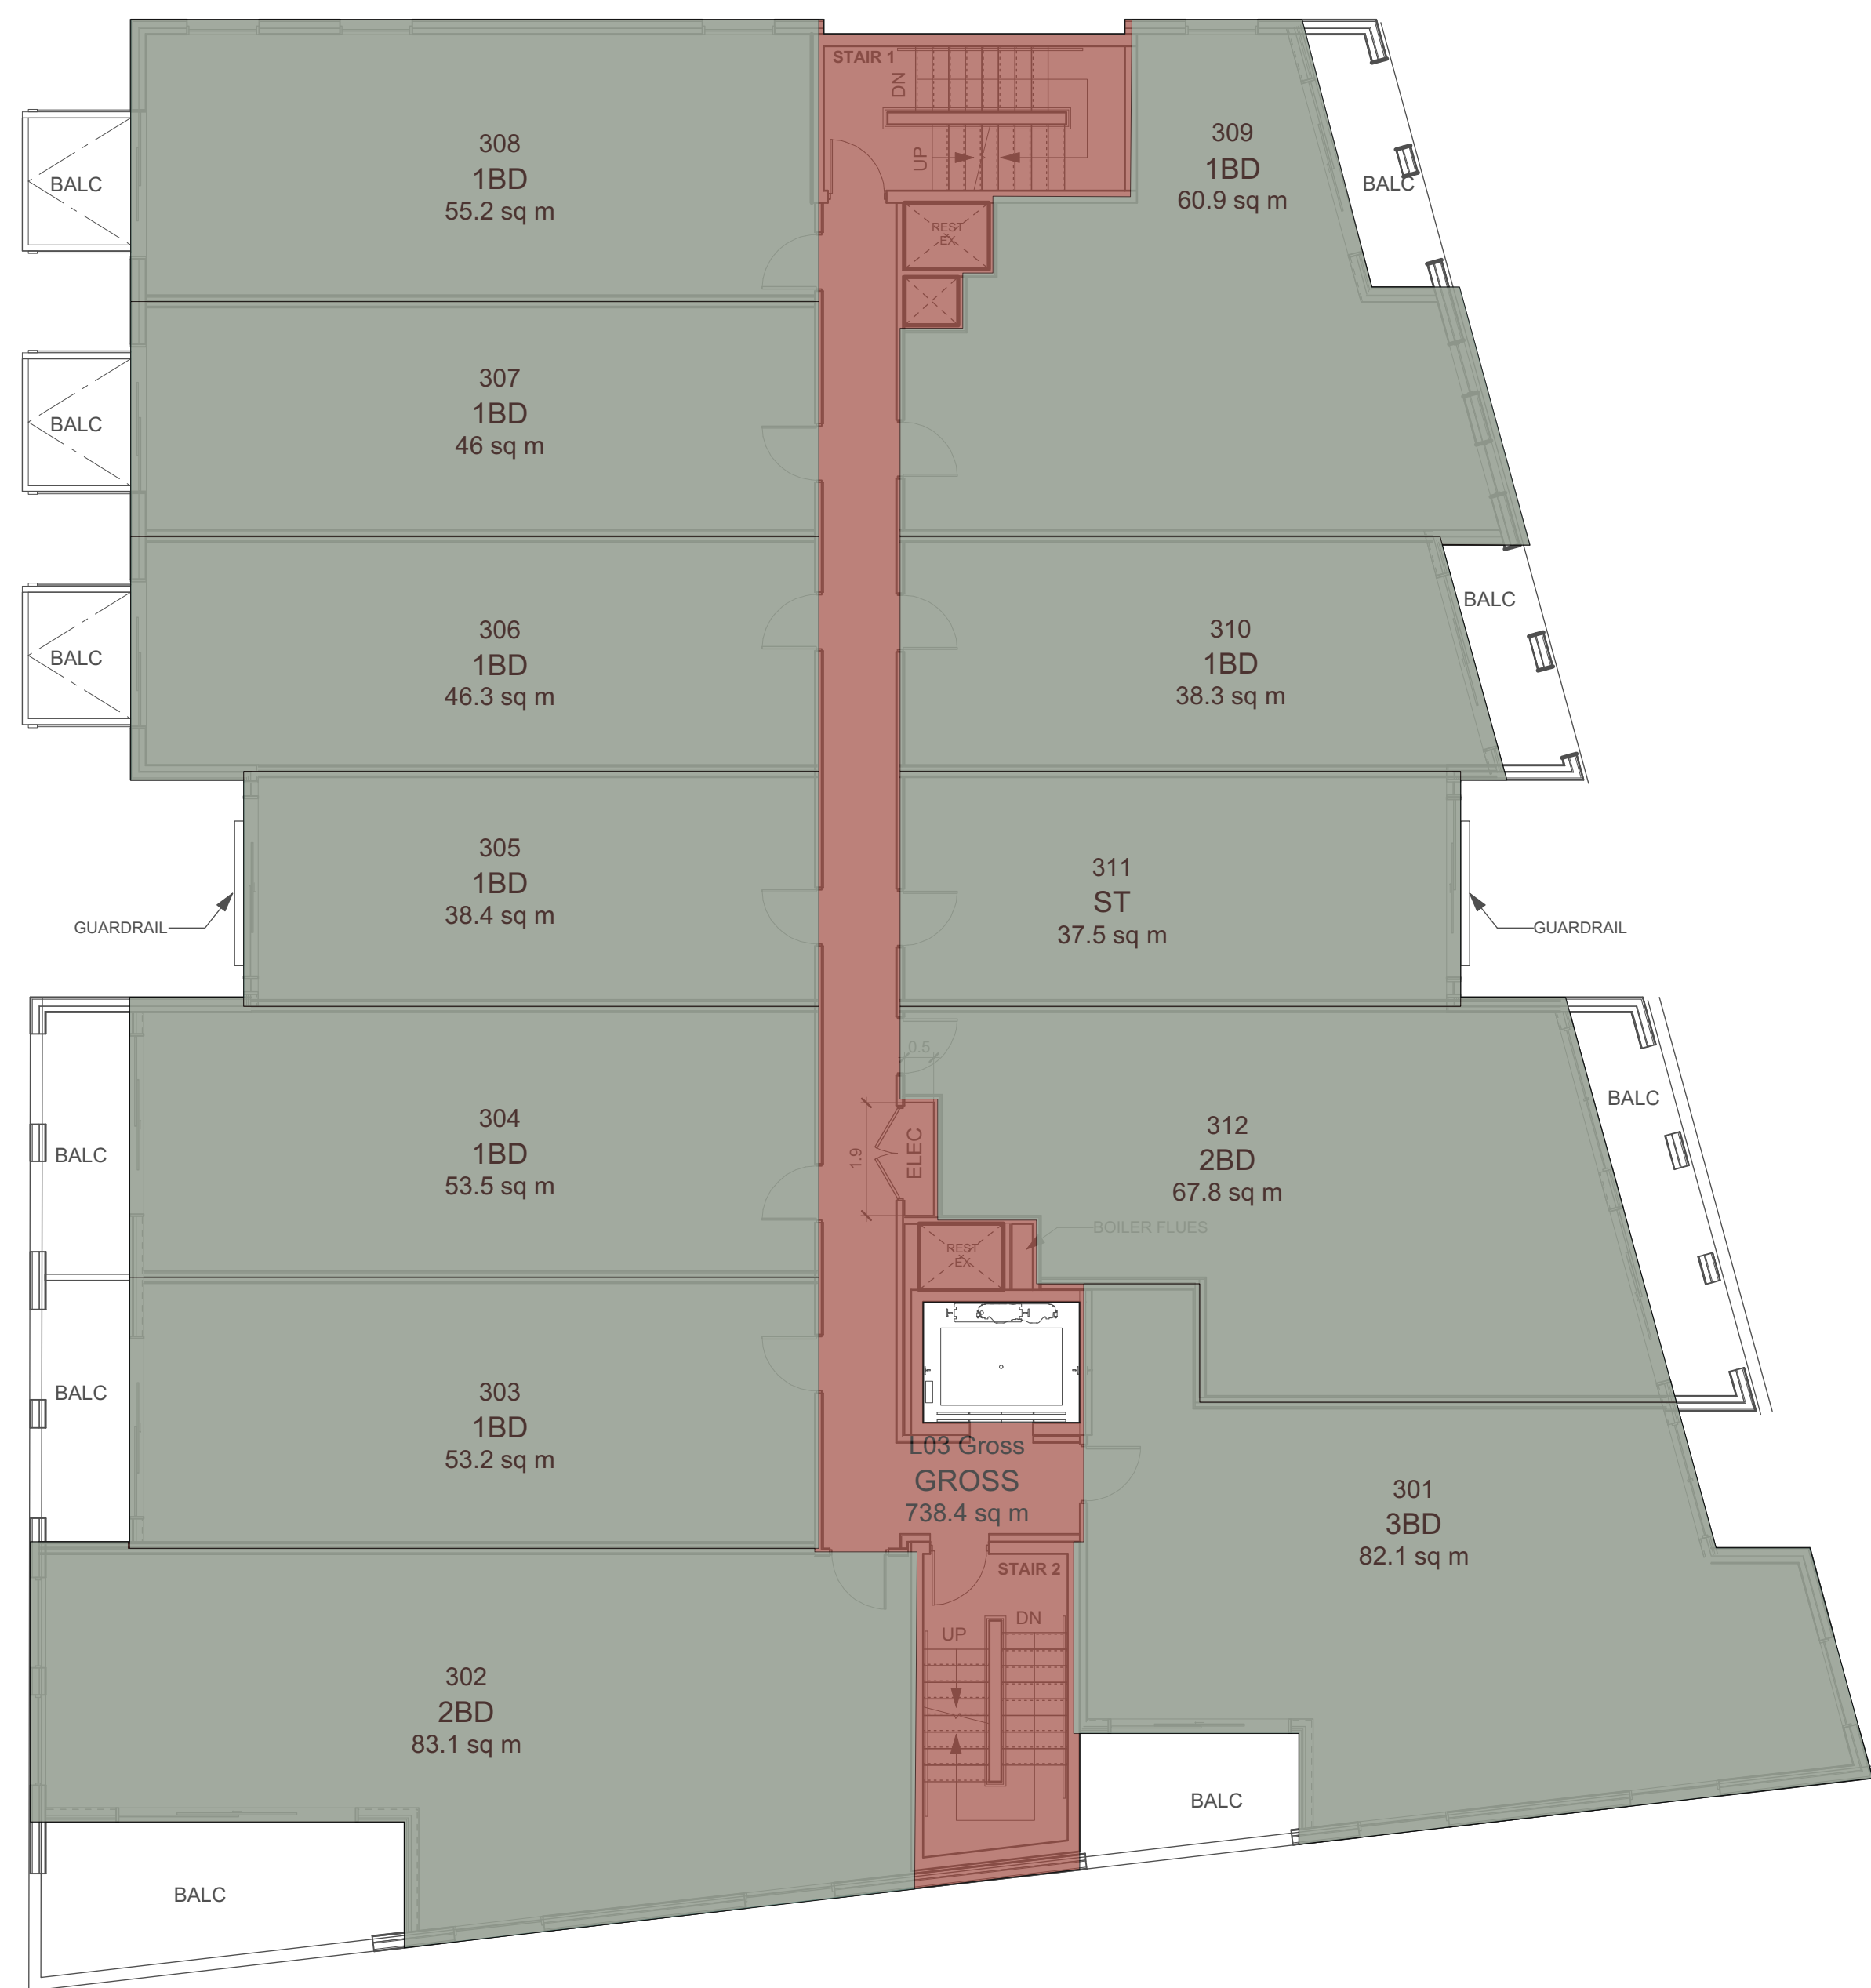 STAIR 1
DN
UP
308
1BD
55.2 sq m
BALC
309
1BD
60.9 sq m
BALC
REST
EX
307
1BD
46 sq m
BALC
306
1BD
46.3 sq m
BALC
310
1BD
38.3 sq m
BALC
305
1BD
38.4 sq m
GUARDRAIL
311
ST
37.5 sq m
GUARDRAIL
0.5
304
1BD
53.5 sq m
BALC
1.9
ELEC
312
2BD
67.8 sq m
BALC
BOILER FLUES
REST
EX
303
1BD
53.2 sq m
BALC
L03 Gross
GROSS
738.4 sq m
301
3BD
82.1 sq m
STAIR 2
DN
UP
302
2BD
83.1 sq m
BALC
BALC